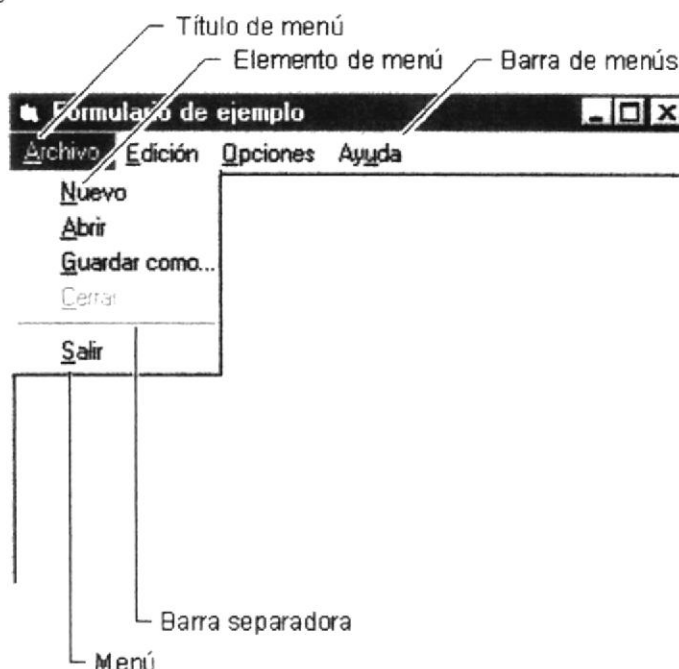 Título de menú
Elemento de menú
Barra de menús
Formulario de ejemplo
Archivo Edición Opciones Ayuda
Nuevo
Abrir
Guardar como...
Cerrar
Salir
Barra separadora
Menú